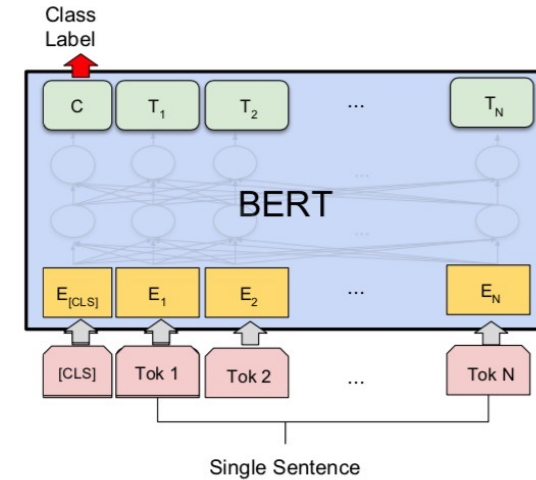 Class
Label
C T1 T2 ... TN
...
BERT
...
E[CLS] E1 E2 ... EN
[CLS] Tok 1 Tok 2 ... Tok N
Single Sentence